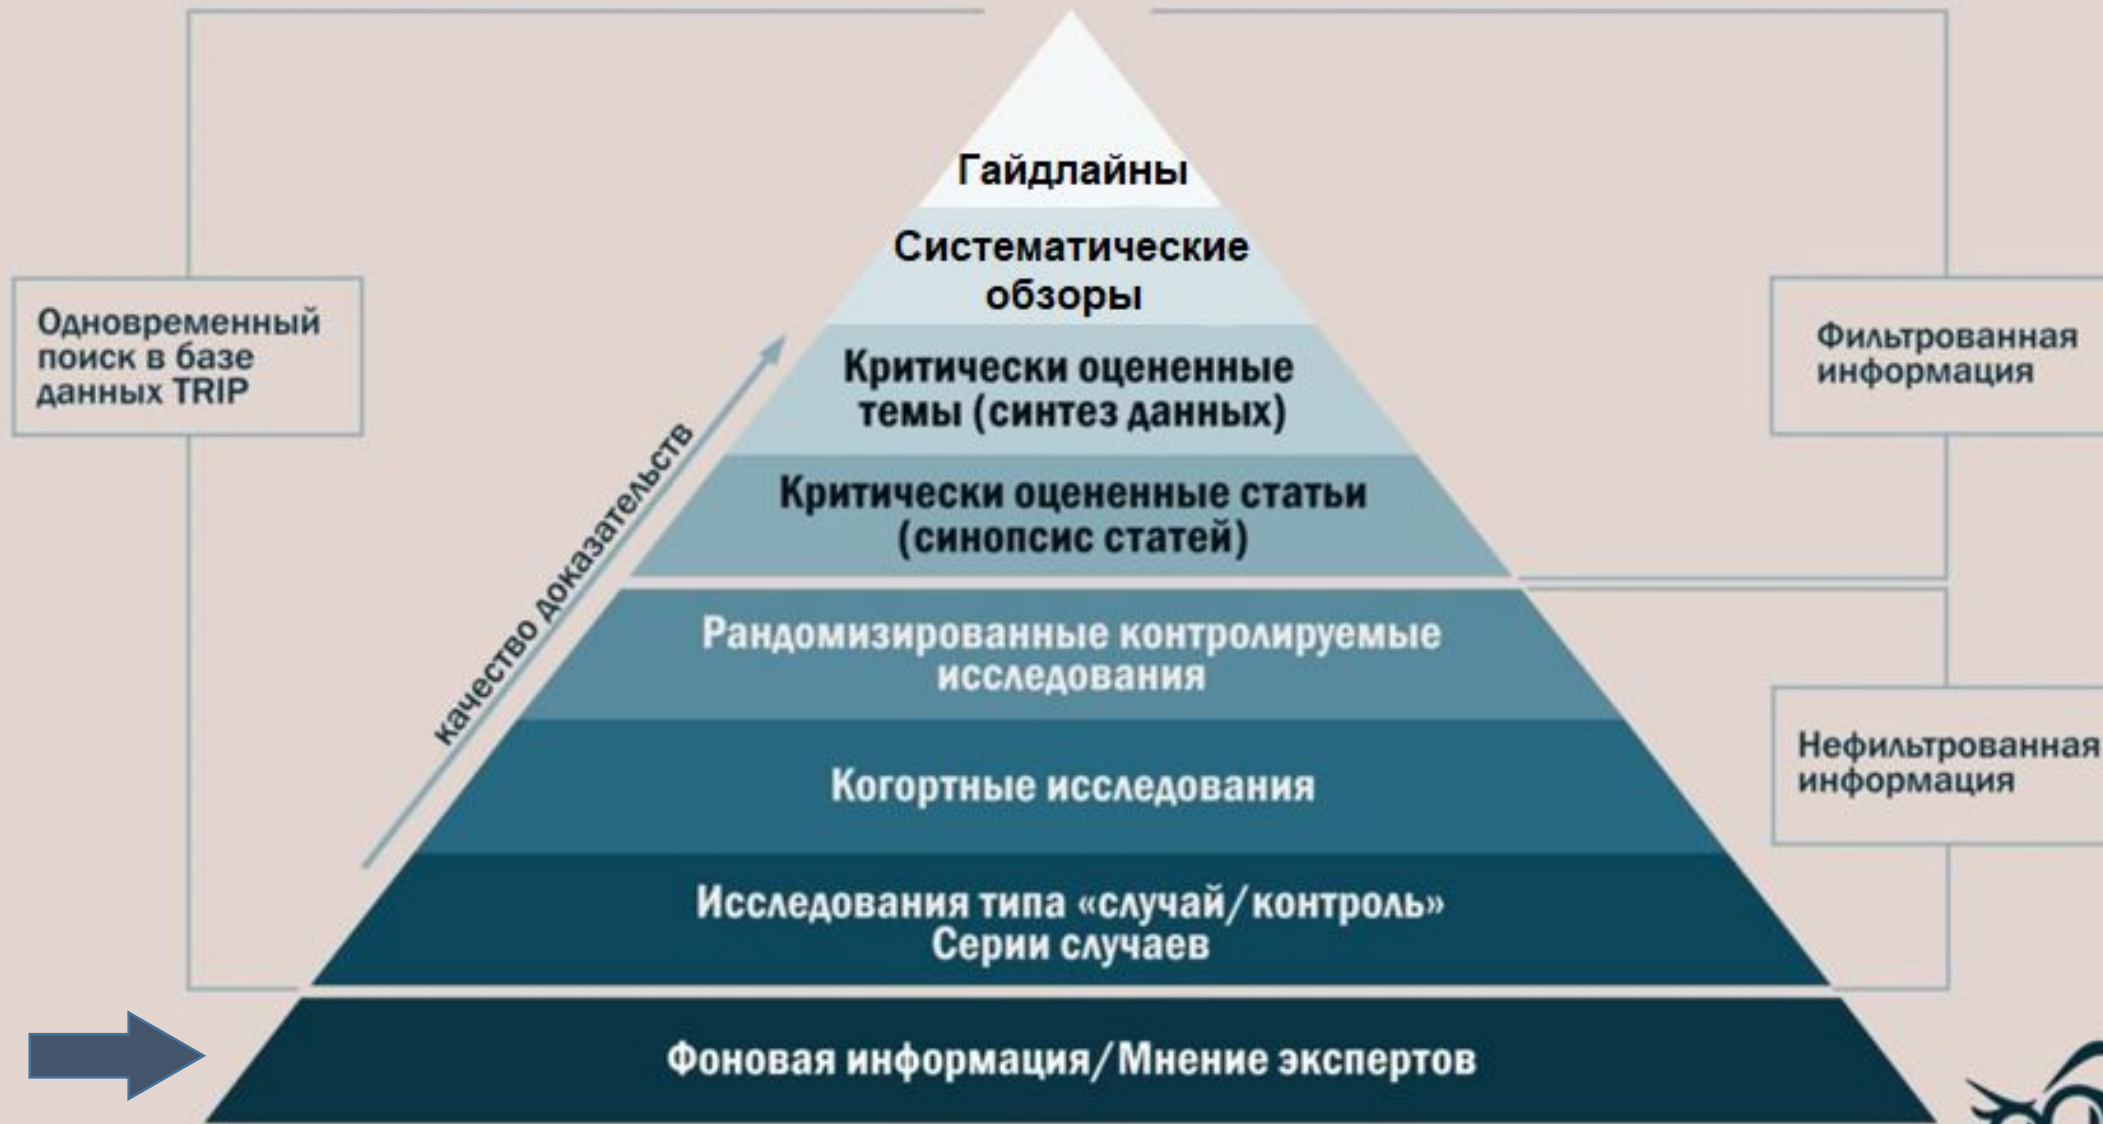 Гайдлайны
Систематические
обзоры
Одновременный
поиск в базе
данных TRIP
Фильтрованная
информация
Критически оцененные
темы (синтез данных)
качество доказательств
Критически оцененные статьи
(синопсис статей)
Рандомизированные контролируемые
исследования
Когортные исследования
Нефильтрованная
информация
Исследования типа «случай/контроль»
Серии случаев
Фоновая информация/Мнение экспертов